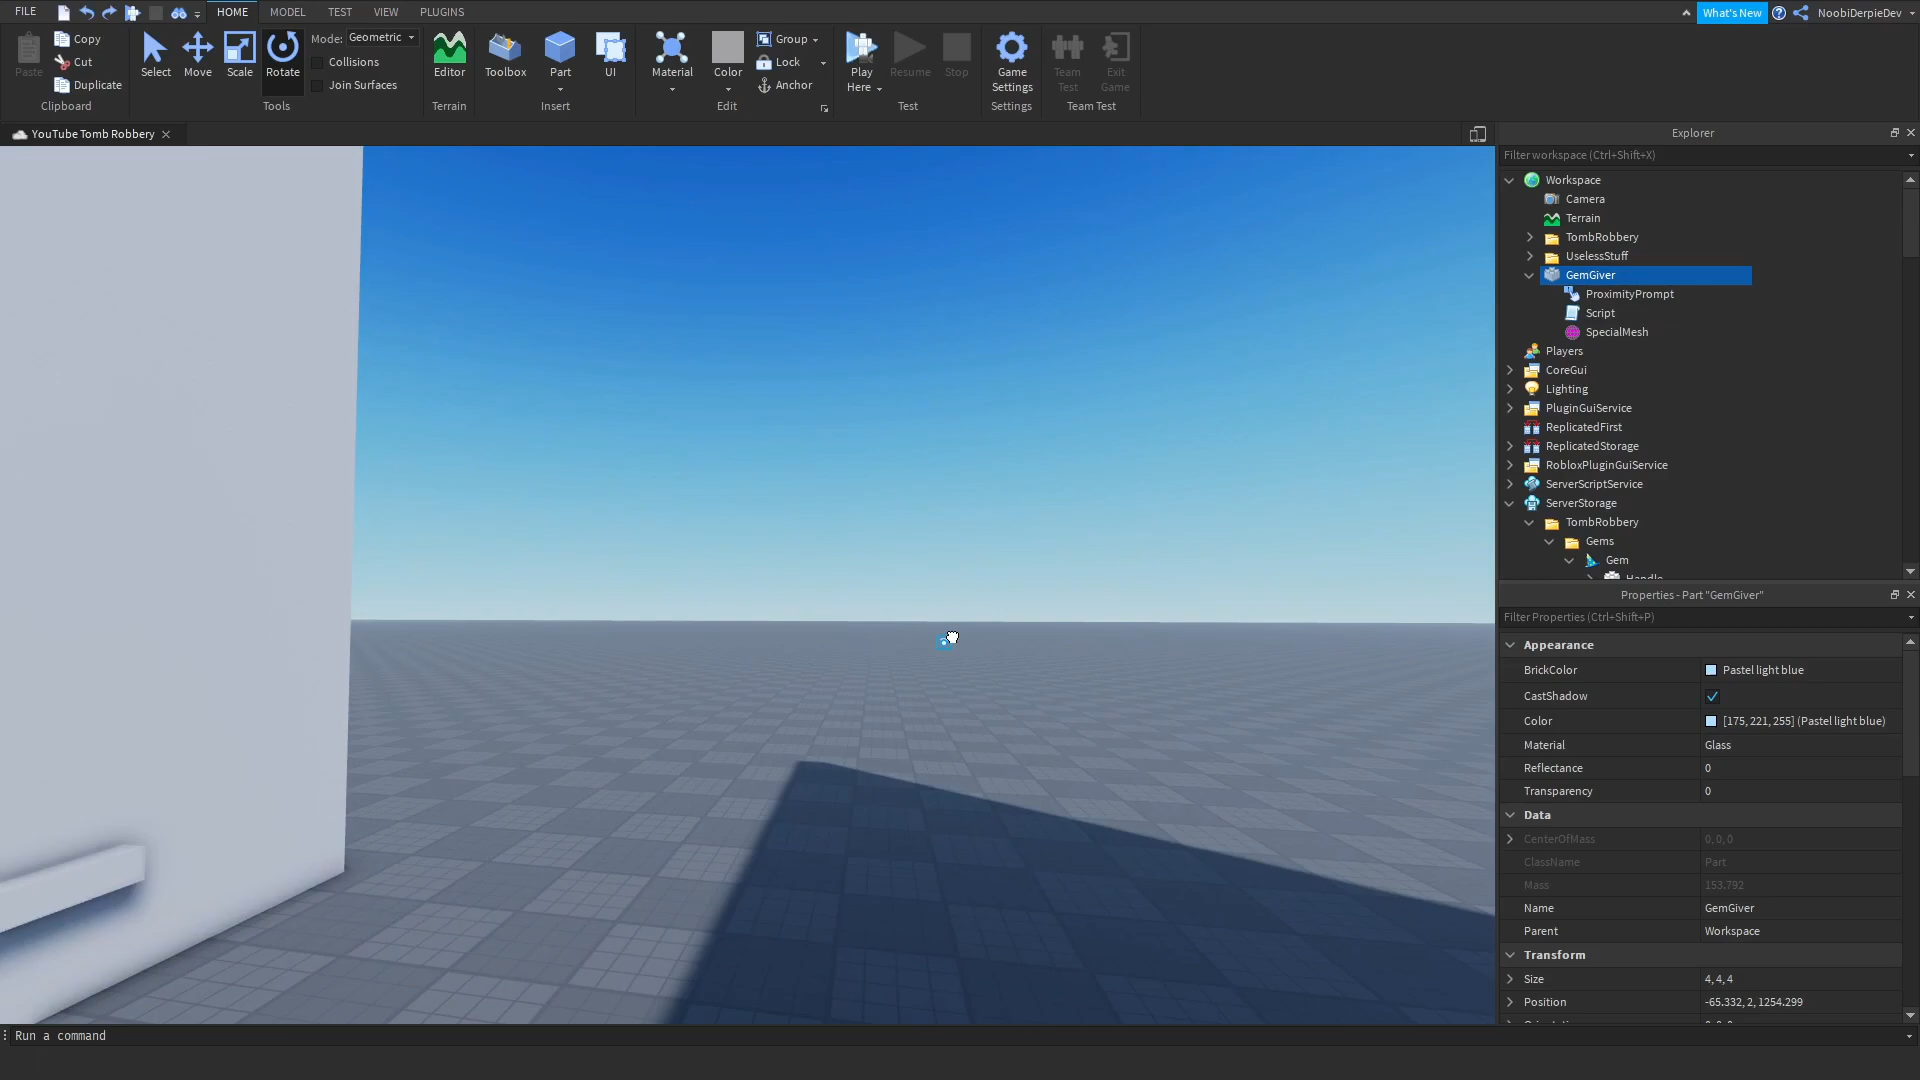 FILE HOME MODEL TEST VIEW PLUGINS What's New NoobiDerpieDev
Paste Copy Cut Duplicate
Clipboard
Select Move Scale Rotate
Mode: Geometric
Collisions
Join Surfaces
Tools
Editor
Terrain
Toolbox Part UI
Insert
Material Color Group Lock Anchor
Edit
Play Here Resume Stop
Test
Game Settings
Settings
Team Test Exit Game
Team Test
YouTube Tomb Robbery
Explorer
Filter workspace (Ctrl+Shift+X)
Workspace
Camera
Terrain
TombRobbery
UselessStuff
GemGiver
ProximityPrompt
Script
SpecialMesh
Players
CoreGui
Lighting
PluginGuiService
ReplicatedFirst
ReplicatedStorage
RobloxPluginGuiService
ServerScriptService
ServerStorage
TombRobbery
Gems
Gem
Handle
Properties - Part "GemGiver"
Filter Properties (Ctrl+Shift+P)
Appearance
BrickColor Pastel light blue
CastShadow
Color [175, 221, 255] (Pastel light blue)
Material Glass
Reflectance 0
Transparency 0
Data
CenterOfMass 0, 0, 0
ClassName Part
Mass 153.792
Name GemGiver
Parent Workspace
Transform
Size 4, 4, 4
Position -65.332, 2, 1254.299
Run a command